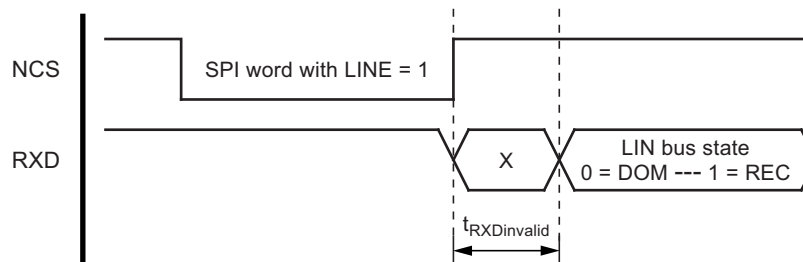 NCS
SPI word with LINE = 1
RXD
X
LIN bus state
0 = DOM --- 1 = REC
tRXDinvalid